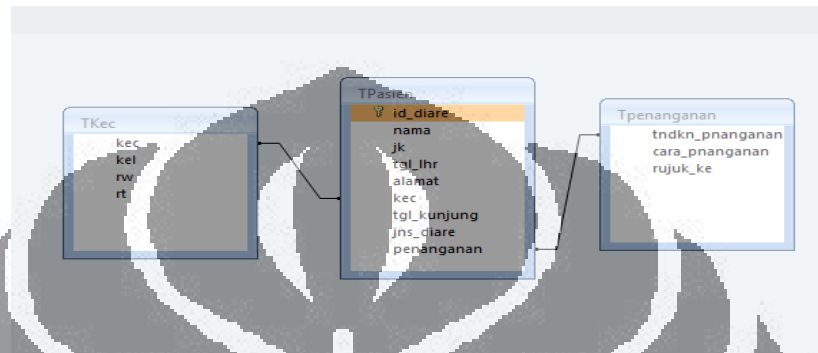 TKec
kec
kel
rw
rt
TPasien
id_diare
nama
jk
tgl_lhr
alamat
kec
tgl_kunjung
jns_diare
penanganan
Tpenanganan
tndkn_pnanganan
cara_pnanganan
rujuk_ke